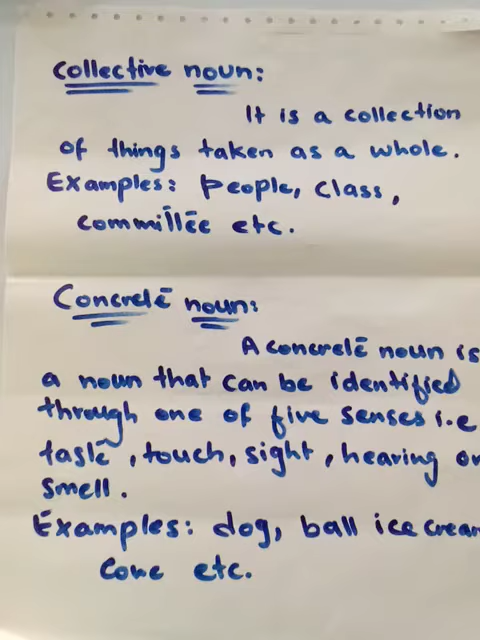 Collective noun:
It is a collection
of things taken as a whole.
Examples: People, class,
committee etc.
Concrete noun:
A concrete noun is
a noun that can be identified
through one of five senses i.e
taste, touch, sight, hearing or
smell.
Examples: dog, ball ice cream
cone etc.